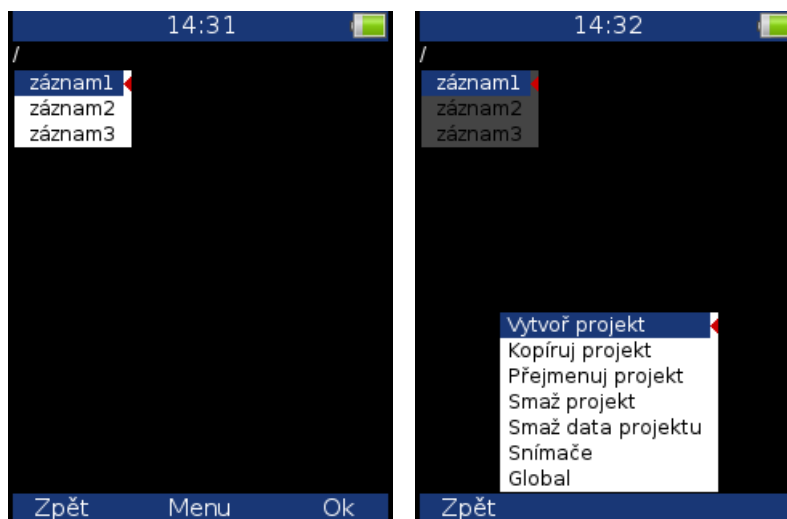 14:31
/
záznam1
záznam2
záznam3
Zpět Menu Ok
14:32
/
záznam1
záznam2
záznam3
Vytvoř projekt
Kopíruj projekt
Přejmenuj projekt
Smaž projekt
Smaž data projektu
Snímače
Global
Zpět